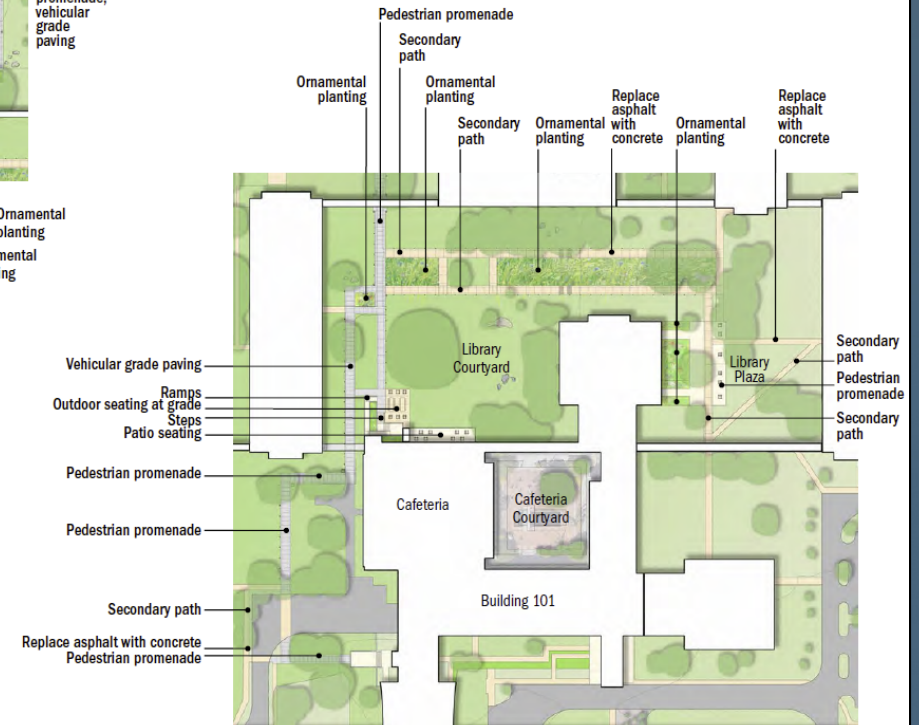 promenade,
vehicular
grade
paving
Ornamental
planting
Pedestrian promenade
Secondary
path
Ornamental
planting
Ornamental
planting
Secondary
path
Ornamental
planting
Replace
asphalt
with
concrete
Ornamental
planting
Replace
asphalt
with
concrete
Library
Courtyard
Library
Plaza
Vehicular grade paving
Ramps
Outdoor seating at grade
Steps
Patio seating
Secondary
path
Pedestrian
promenade
Secondary
path
Pedestrian promenade
Cafeteria
Cafeteria
Courtyard
Pedestrian promenade
Building 101
Secondary path
Replace asphalt with concrete
Pedestrian promenade